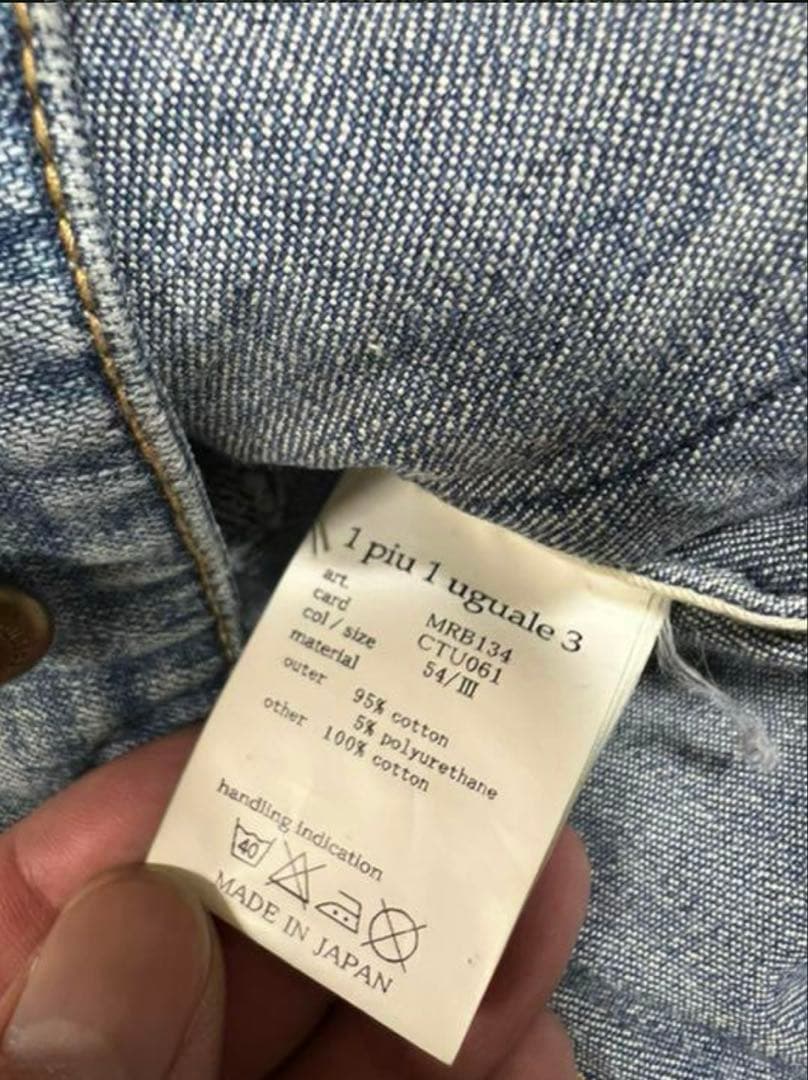 1 piu 1 uguale 3
art. MRB134
card CTU061
col / size 54/Ⅲ
material
outer 95% cotton
5% polyurethane
other 100% cotton
handling indication
40
MADE IN JAPAN